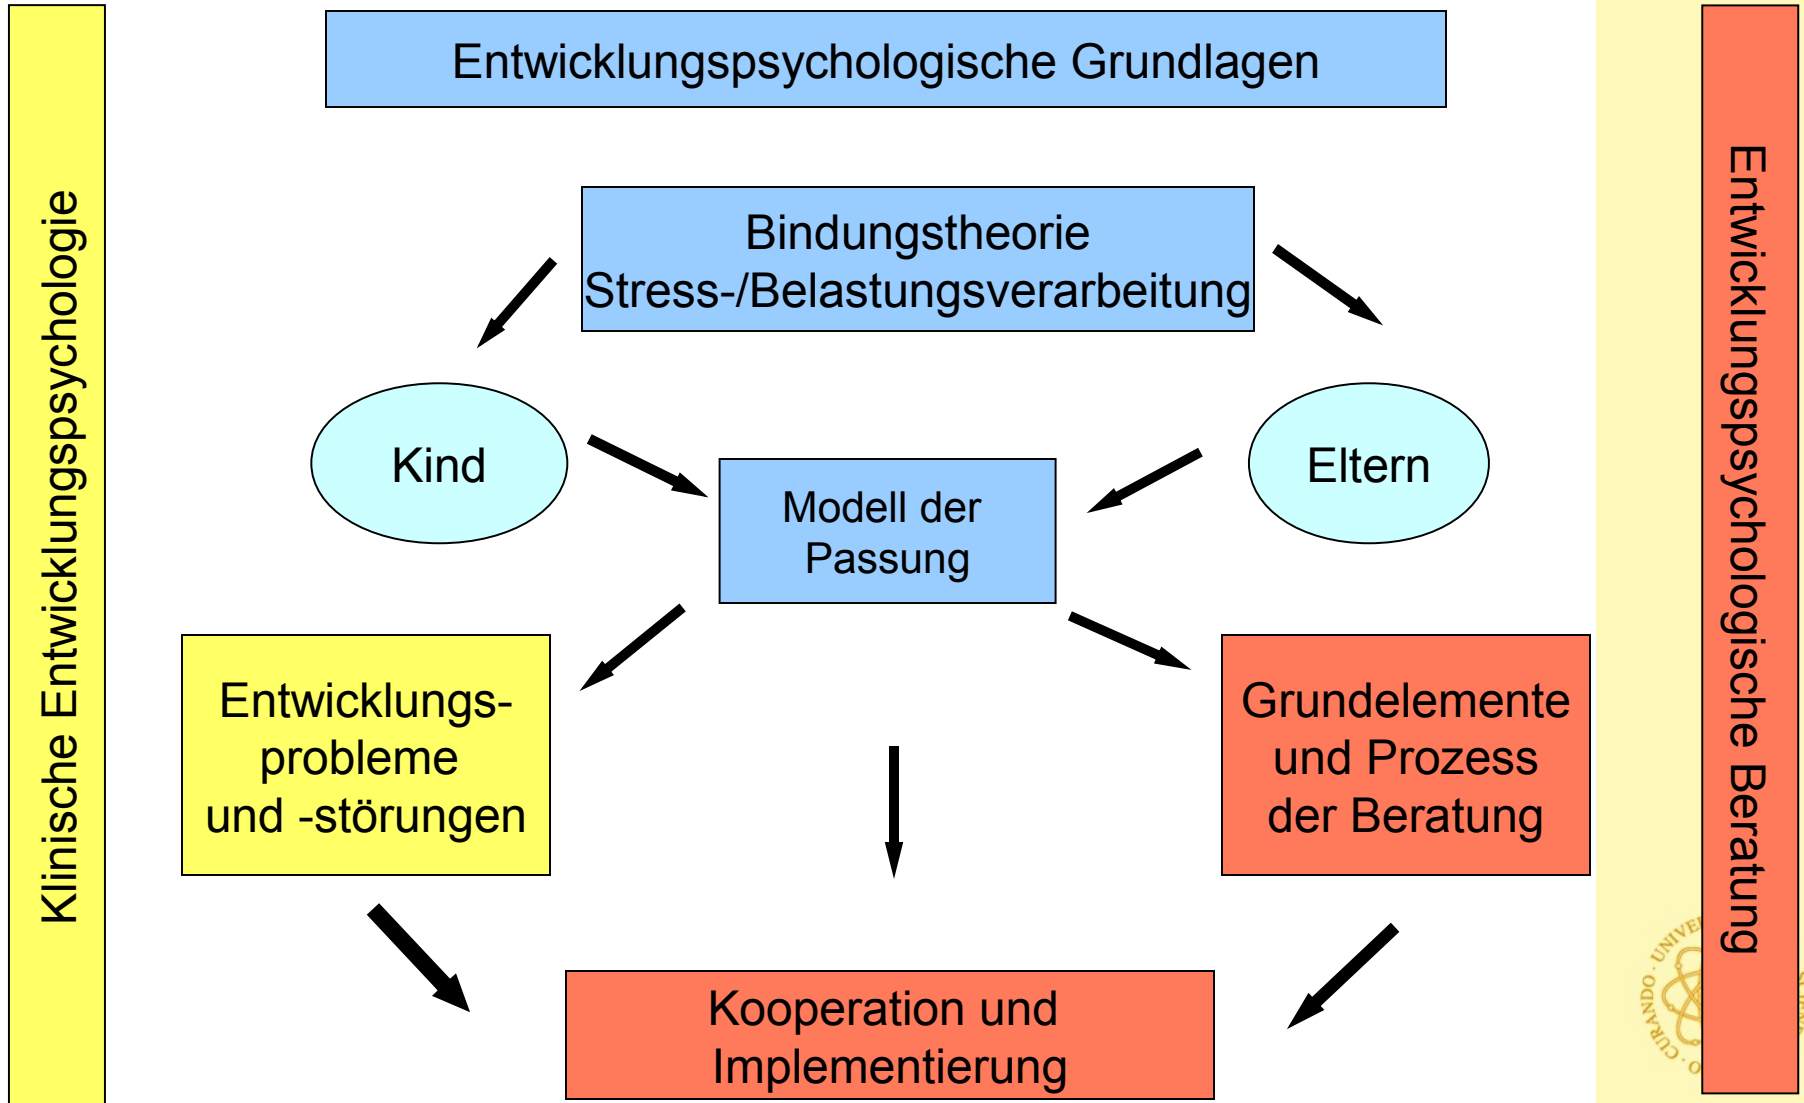 Entwicklungspsychologische Grundlagen
Klinische Entwicklungspsychologie
Entwicklungspsychologische Beratung
Bindungstheorie
Stress-/Belastungsverarbeitung
Kind
Eltern
Modell der
Passung
Entwicklungs-
probleme
und -störungen
Grundelemente
und Prozess
der Beratung
Kooperation und
Implementierung
CURANDO